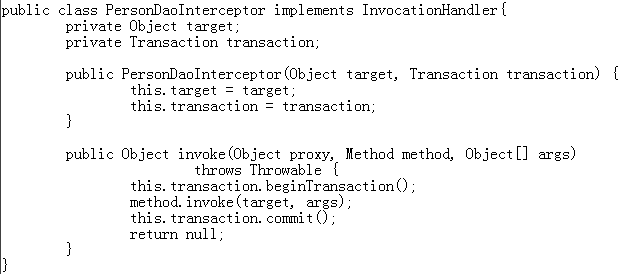 public class PersonDaoInterceptor implements InvocationHandler{
private Object target;
private Transaction transaction;
public PersonDaoInterceptor(Object target, Transaction transaction) {
this.target = target;
this.transaction = transaction;
}
public Object invoke(Object proxy, Method method, Object[] args)
throws Throwable {
this.transaction.beginTransaction();
method.invoke(target, args);
this.transaction.commit();
return null;
}
}